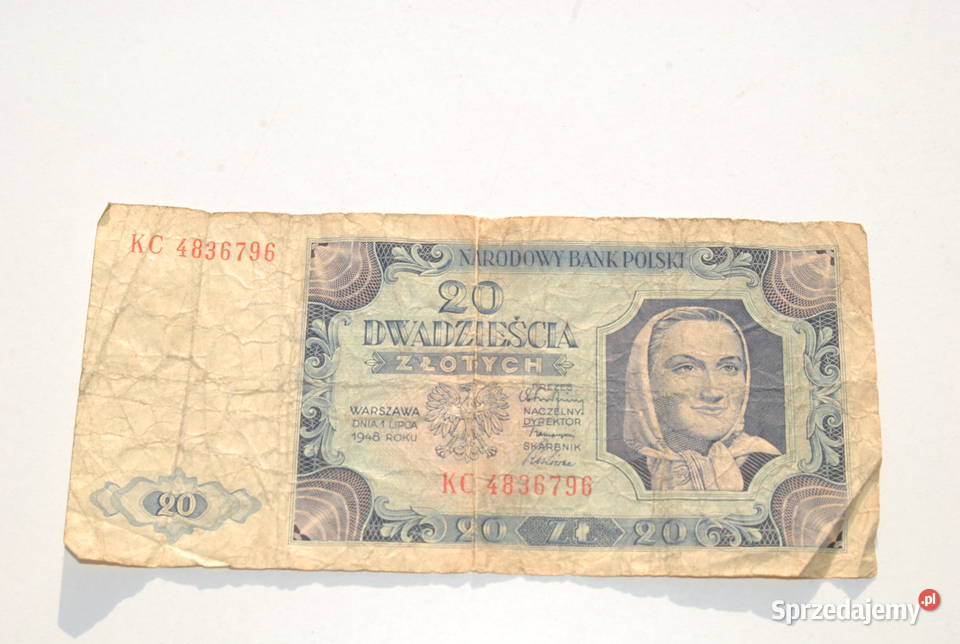 KC 4836796
NARODOWY BANK POLSKI
20
DWADZIEŚCIA
ZŁOTYCH
WARSZAWA
DNIA 1 LIPCA
1948 ROKU
PREZES
NACZELNY
DYREKTOR
SKARBNIK
KC 4836796
20
20 ZŁ 20
Sprzedajemy.pl